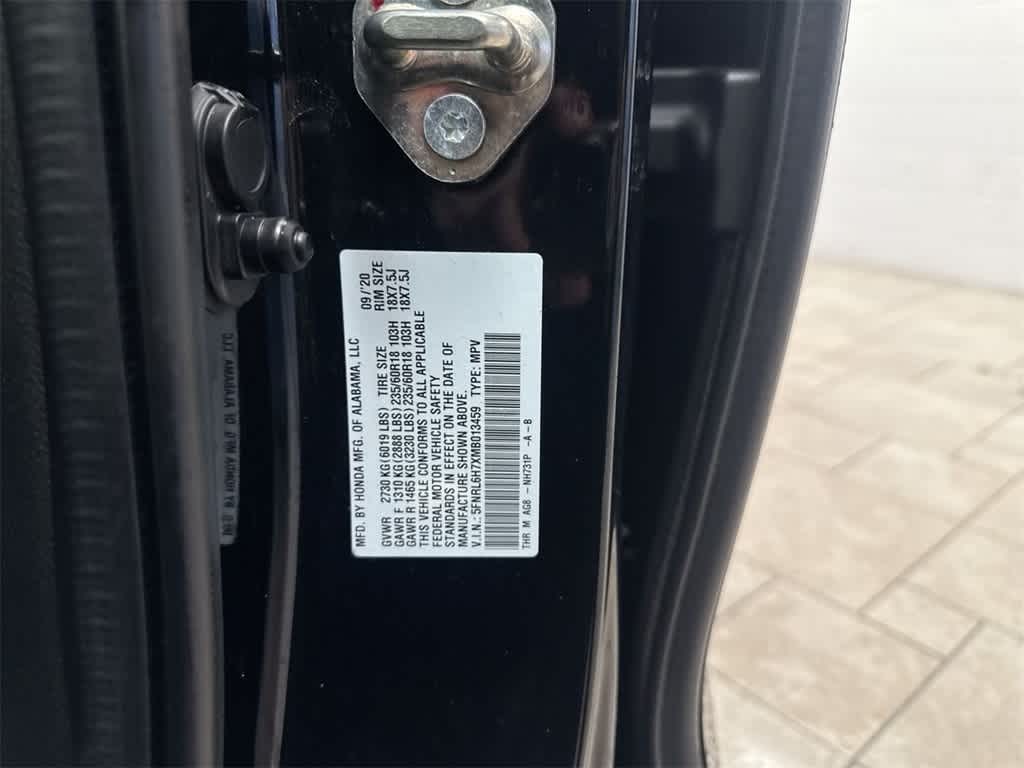 MFD. BY HONDA MFG. OF ALABAMA, LLC 09/'20
GVWR 2730 KG(6019 LBS) TIRE SIZE RIM SIZE
GAWR F 1310 KG(2888 LBS) 235/60R18 103H 18X7.5J
GAWR R 1465 KG(3230 LBS) 235/60R18 103H 18X7.5J
THIS VEHICLE CONFORMS TO ALL APPLICABLE
FEDERAL MOTOR VEHICLE SAFETY
STANDARDS IN EFFECT ON THE DATE OF
MANUFACTURE SHOWN ABOVE.
V.I.N.: 5FNRL6H7XMB013459 TYPE: MPV
THR M AG8 -NH731P -A-B